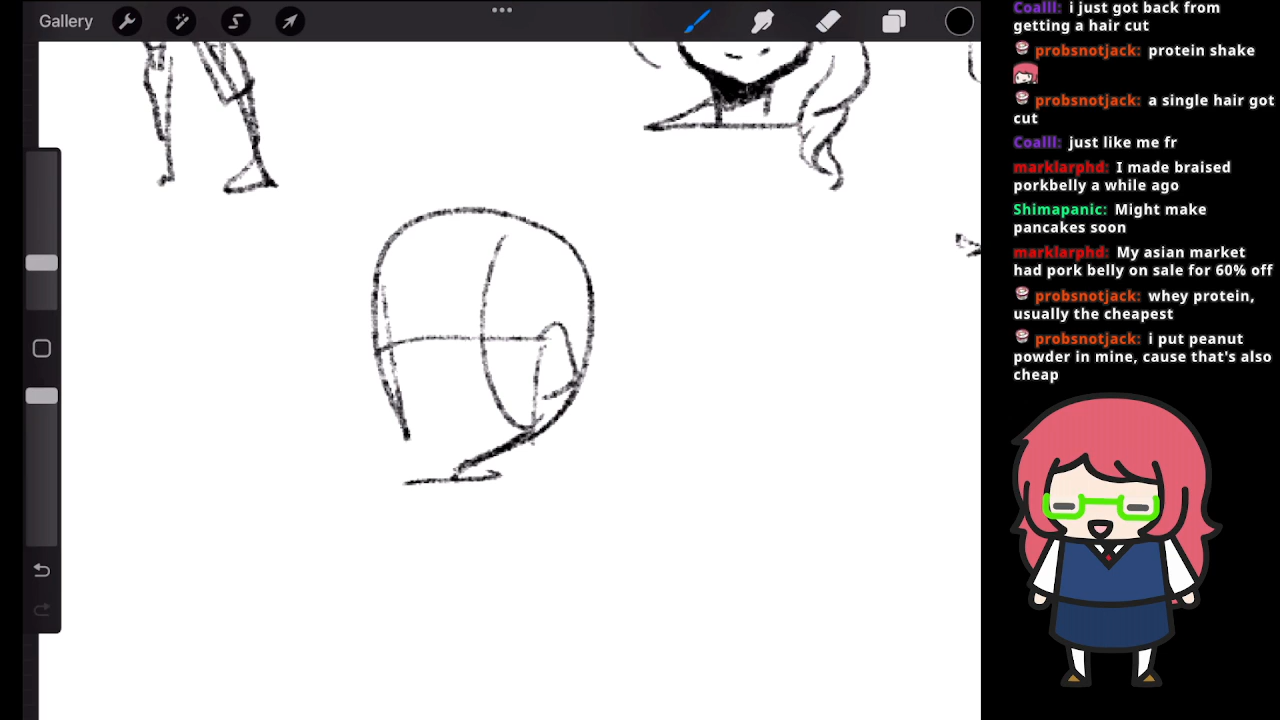 Gallery
Coalll: i just got back from
getting a hair cut
probsnotjack: protein shake
probsnotjack: a single hair got
cut
Coalll: just like me fr
marklarphd: I made braised
porkbelly a while ago
Shimapanic: Might make
pancakes soon
marklarphd: My asian market
had pork belly on sale for 60% off
probsnotjack: whey protein,
usually the cheapest
probsnotjack: i put peanut
powder in mine, cause that's also
cheap